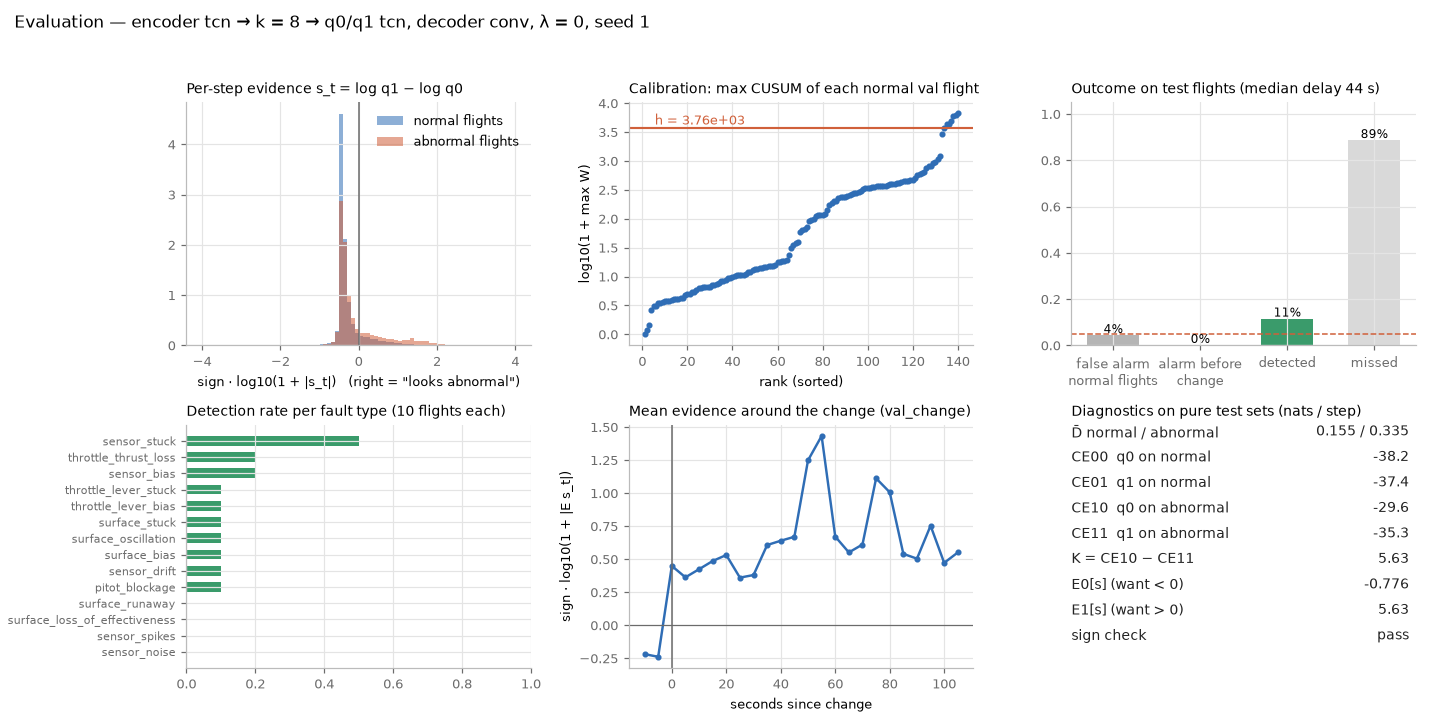 Evaluation — encoder tcn → k = 8 → q0/q1 tcn, decoder conv, λ = 0, seed 1
Per-step evidence s_t = log q1 − log q0
normal flights
abnormal flights
4
3
2
1
0
−4
−2
0
2
4
sign · log10(1 + |s_t|)   (right = "looks abnormal")
Calibration: max CUSUM of each normal val flight
h = 3.76e+03
log10(1 + max W)
4.0
3.5
3.0
2.5
2.0
1.5
1.0
0.5
0.0
0
20
40
60
80
100
120
140
rank (sorted)
Outcome on test flights (median delay 44 s)
1.0
0.8
0.6
0.4
0.2
0.0
4%
0%
11%
89%
false alarm
normal flights
alarm before
change
detected
missed
Detection rate per fault type (10 flights each)
sensor_stuck
throttle_thrust_loss
sensor_bias
throttle_lever_stuck
throttle_lever_bias
surface_stuck
surface_oscillation
surface_bias
sensor_drift
pitot_blockage
surface_runaway
surface_loss_of_effectiveness
sensor_spikes
sensor_noise
0.0
0.2
0.4
0.6
0.8
1.0
Mean evidence around the change (val_change)
sign · log10(1 + |E s_t|)
1.50
1.25
1.00
0.75
0.50
0.25
0.00
−0.25
0
20
40
60
80
100
seconds since change
Diagnostics on pure test sets (nats / step)
D̄ normal / abnormal 0.155 / 0.335
CE00  q0 on normal -38.2
CE01  q1 on normal -37.4
CE10  q0 on abnormal -29.6
CE11  q1 on abnormal -35.3
K = CE10 − CE11 5.63
E0[s] (want < 0) -0.776
E1[s] (want > 0) 5.63
sign check pass